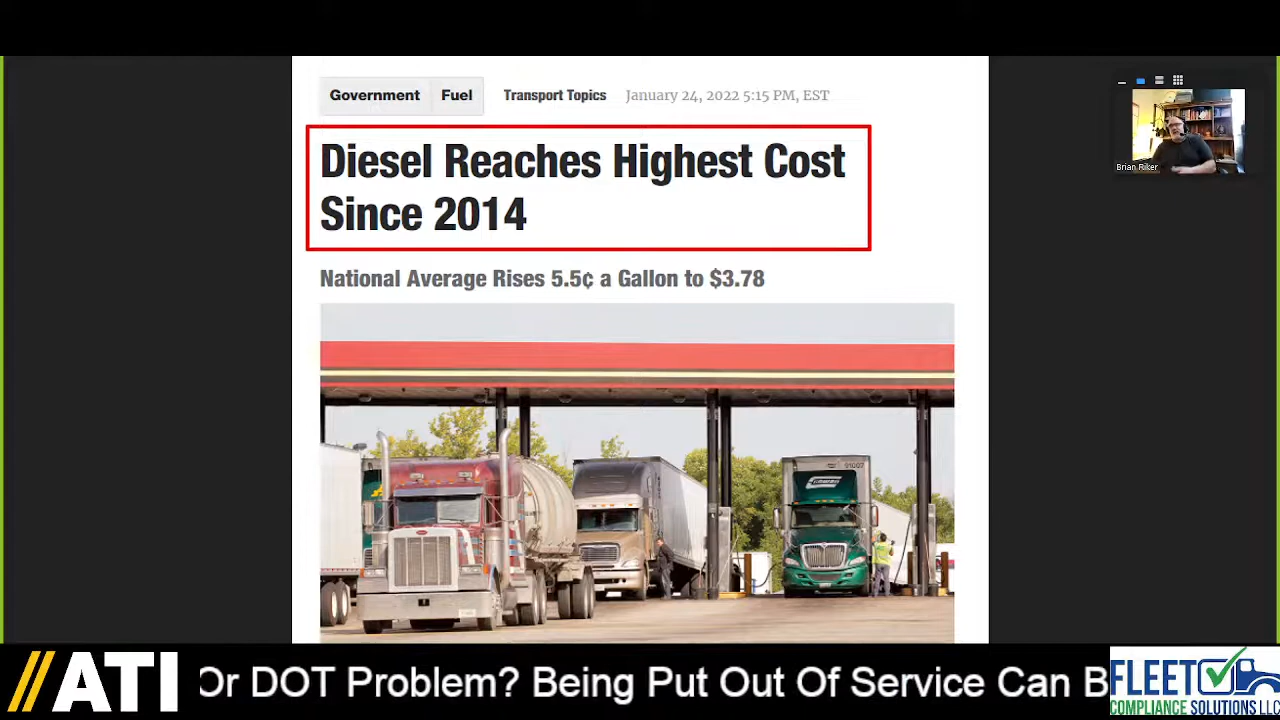 Government Fuel Transport Topics January 24, 2022 5:15 PM, EST
Diesel Reaches Highest Cost
Since 2014
National Average Rises 5.5¢ a Gallon to $3.78
Brian Riker
91007
//ATI
Or DOT Problem? Being Put Out Of Service Can B
FLEET
COMPLIANCE SOLUTIONS LLC